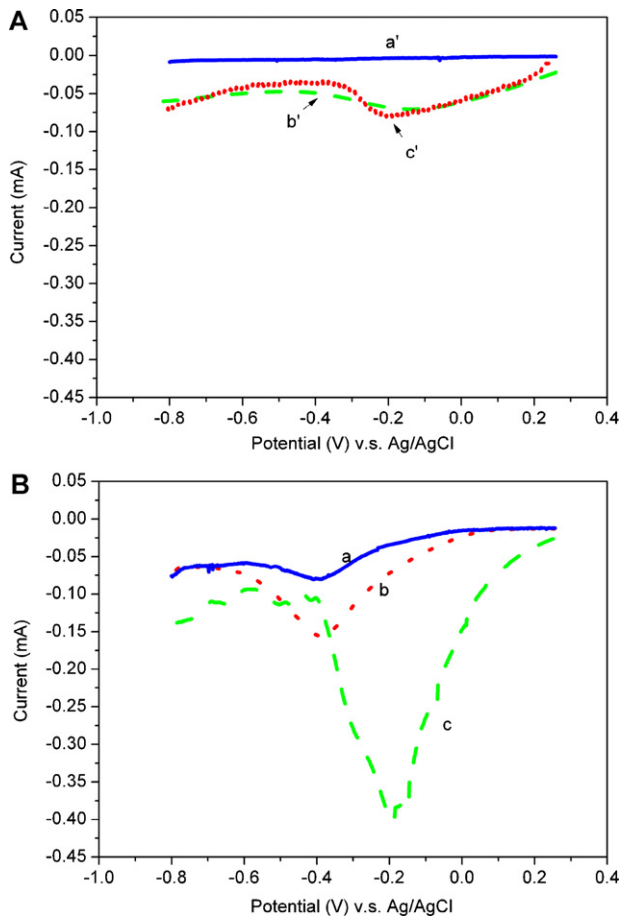 A
0.05
0.00
-0.05
-0.10
-0.15
-0.20
-0.25
-0.30
-0.35
-0.40
-0.45
Current (mA)
a'
b'
c'
-1.0 -0.8 -0.6 -0.4 -0.2 0.0 0.2 0.4
Potential (V) v.s. Ag/AgCl
B
0.05
0.00
-0.05
-0.10
-0.15
-0.20
-0.25
-0.30
-0.35
-0.40
-0.45
Current (mA)
a
b
c
-1.0 -0.8 -0.6 -0.4 -0.2 0.0 0.2 0.4
Potential (V) v.s. Ag/AgCl